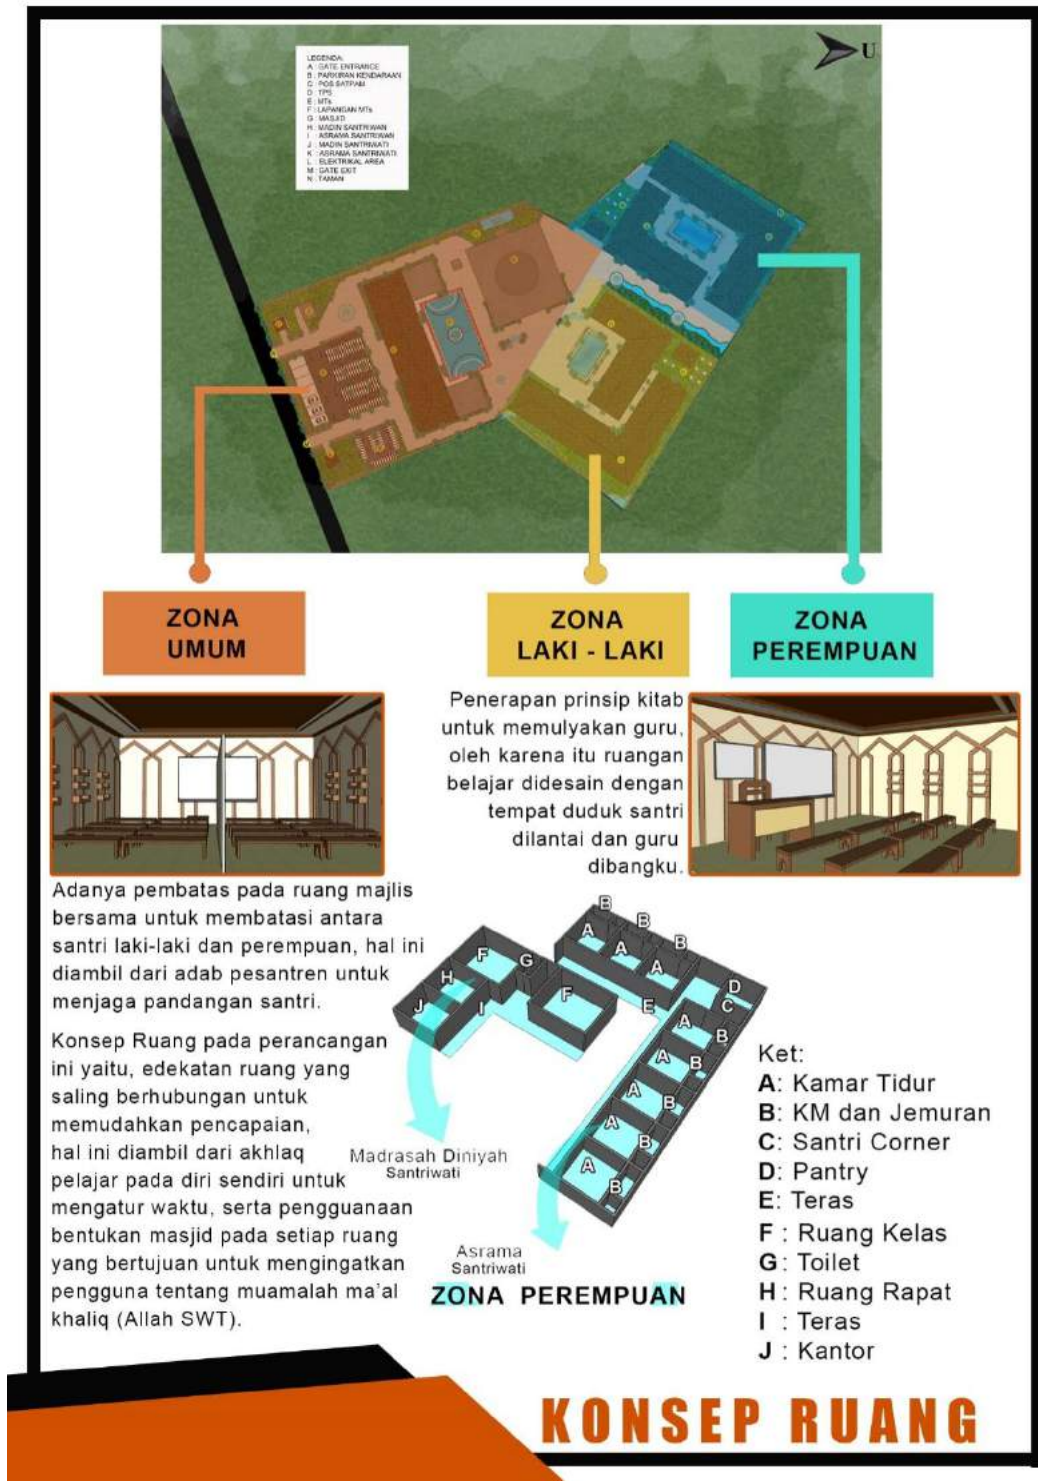 U
LEGENDA:
A : GATE ENTRANCE
B : PARKIRAN KENDARAAN
C : POS SATPAM
D : TPS
E : MTs
F : LAPANGAN MTs
G : MASJID
H : MADIN SANTRIWAN
I : ASRAMA SANTRIWAN
J : MADIN SANTRIWATI
K : ASRAMA SANTRIWATI
L : ELEKTRIKAL AREA
M : GATE EXIT
N : TAMAN
ZONA
UMUM
ZONA
LAKI - LAKI
ZONA
PEREMPUAN
Penerapan prinsip kitab
untuk memulyakan guru,
oleh karena itu ruangan
belajar didesain dengan
tempat duduk santri
dilantai dan guru
dibangku.
Adanya pembatas pada ruang majlis
bersama untuk membatasi antara
santri laki-laki dan perempuan, hal ini
diambil dari adab pesantren untuk
menjaga pandangan santri.
Konsep Ruang pada perancangan
ini yaitu, edekatan ruang yang
saling berhubungan untuk
memudahkan pencapaian,
hal ini diambil dari akhlaq
pelajar pada diri sendiri untuk
mengatur waktu, serta pengguanaan
bentukan masjid pada setiap ruang
yang bertujuan untuk mengingatkan
pengguna tentang muamalah ma'al
khaliq (Allah SWT).
B
B
A
B
F
A
G
A
H
D
J
I
F
E
C
A
B
A
B
A
B
A
B
A
B
Madrasah Diniyah
Santriwati
Asrama
Santriwati
ZONA PEREMPUAN
Ket:
A: Kamar Tidur
B: KM dan Jemuran
C: Santri Corner
D: Pantry
E: Teras
F : Ruang Kelas
G : Toilet
H : Ruang Rapat
I : Teras
J : Kantor
KONSEP RUANG